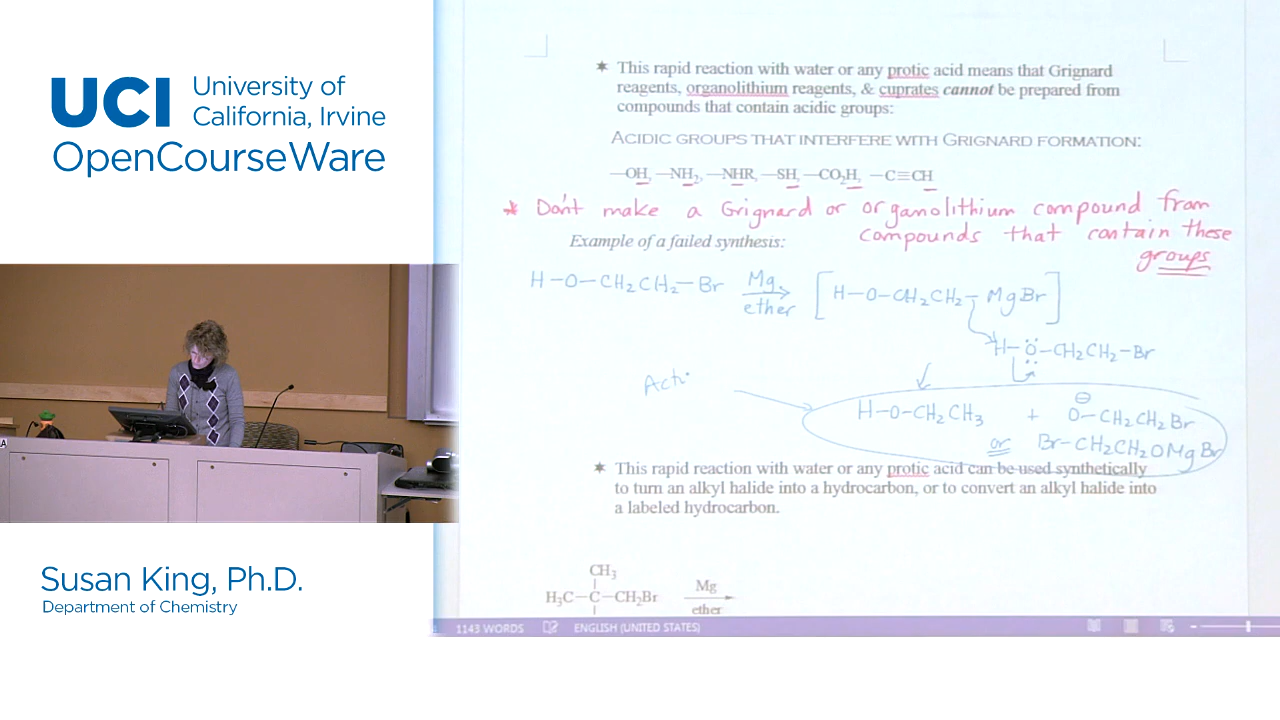 UCI University of California, Irvine
OpenCourseWare
✶ This rapid reaction with water or any protic acid means that Grignard
reagents, organolithium reagents, & cuprates cannot be prepared from
compounds that contain acidic groups:
ACIDIC GROUPS THAT INTERFERE WITH GRIGNARD FORMATION:
—OH, —NH₂, —NHR, —SH, —CO₂H, —C≡CH
* Don't make a Grignard or organolithium compound from
compounds that contain these
groups
Example of a failed synthesis:
H-O-CH₂CH₂-Br Mg ether [H-O-CH₂CH₂-MgBr]
H-Ö-CH₂CH₂-Br
Acti
H-O-CH₂CH₃ + ⊖O-CH₂CH₂Br
or Br-CH₂CH₂OMgBr
✶ This rapid reaction with water or any protic acid can be used synthetically
to turn an alkyl halide into a hydrocarbon, or to convert an alkyl halide into
a labeled hydrocarbon.
CH₃
H₃C—C—CH₂Br Mg
ether
Susan King, Ph.D.
Department of Chemistry
1143 WORDS ENGLISH (UNITED STATES)